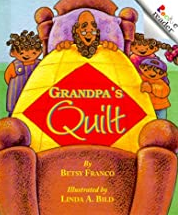 GRANDPA'S
Quilt
By
BETSY FRANCO
Illustrated by
LINDA A. BILD